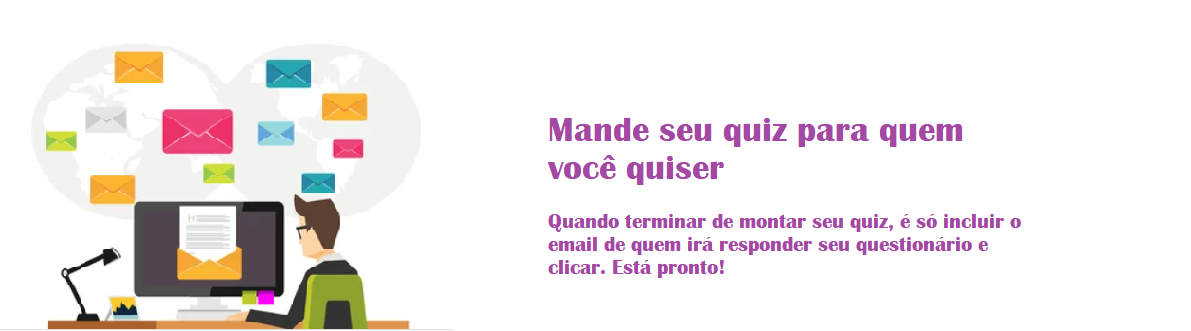 Mande seu quiz para quem
você quiser
Quando terminar de montar seu quiz, é só incluir o
email de quem irá responder seu questionário e
clicar. Está pronto!